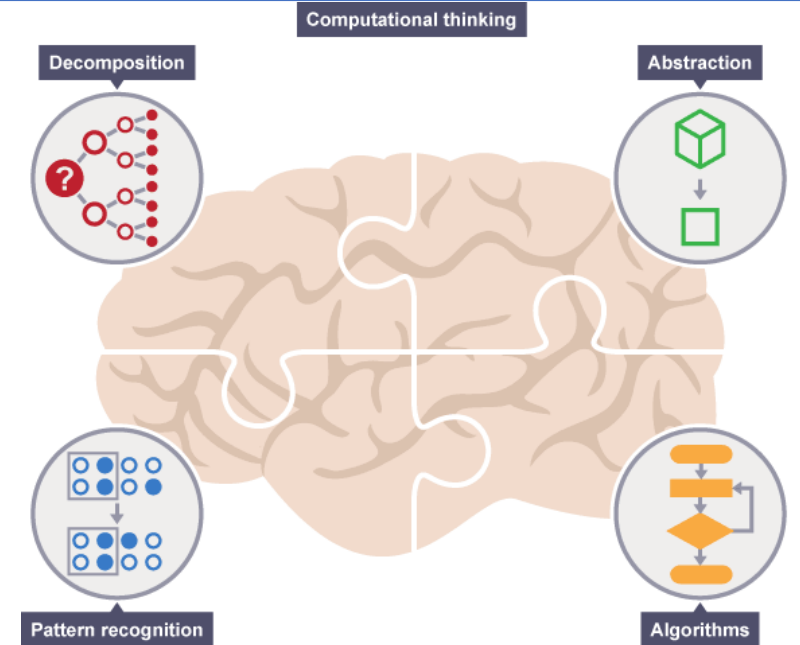 Computational thinking
Decomposition
Abstraction
?
Pattern recognition
Algorithms